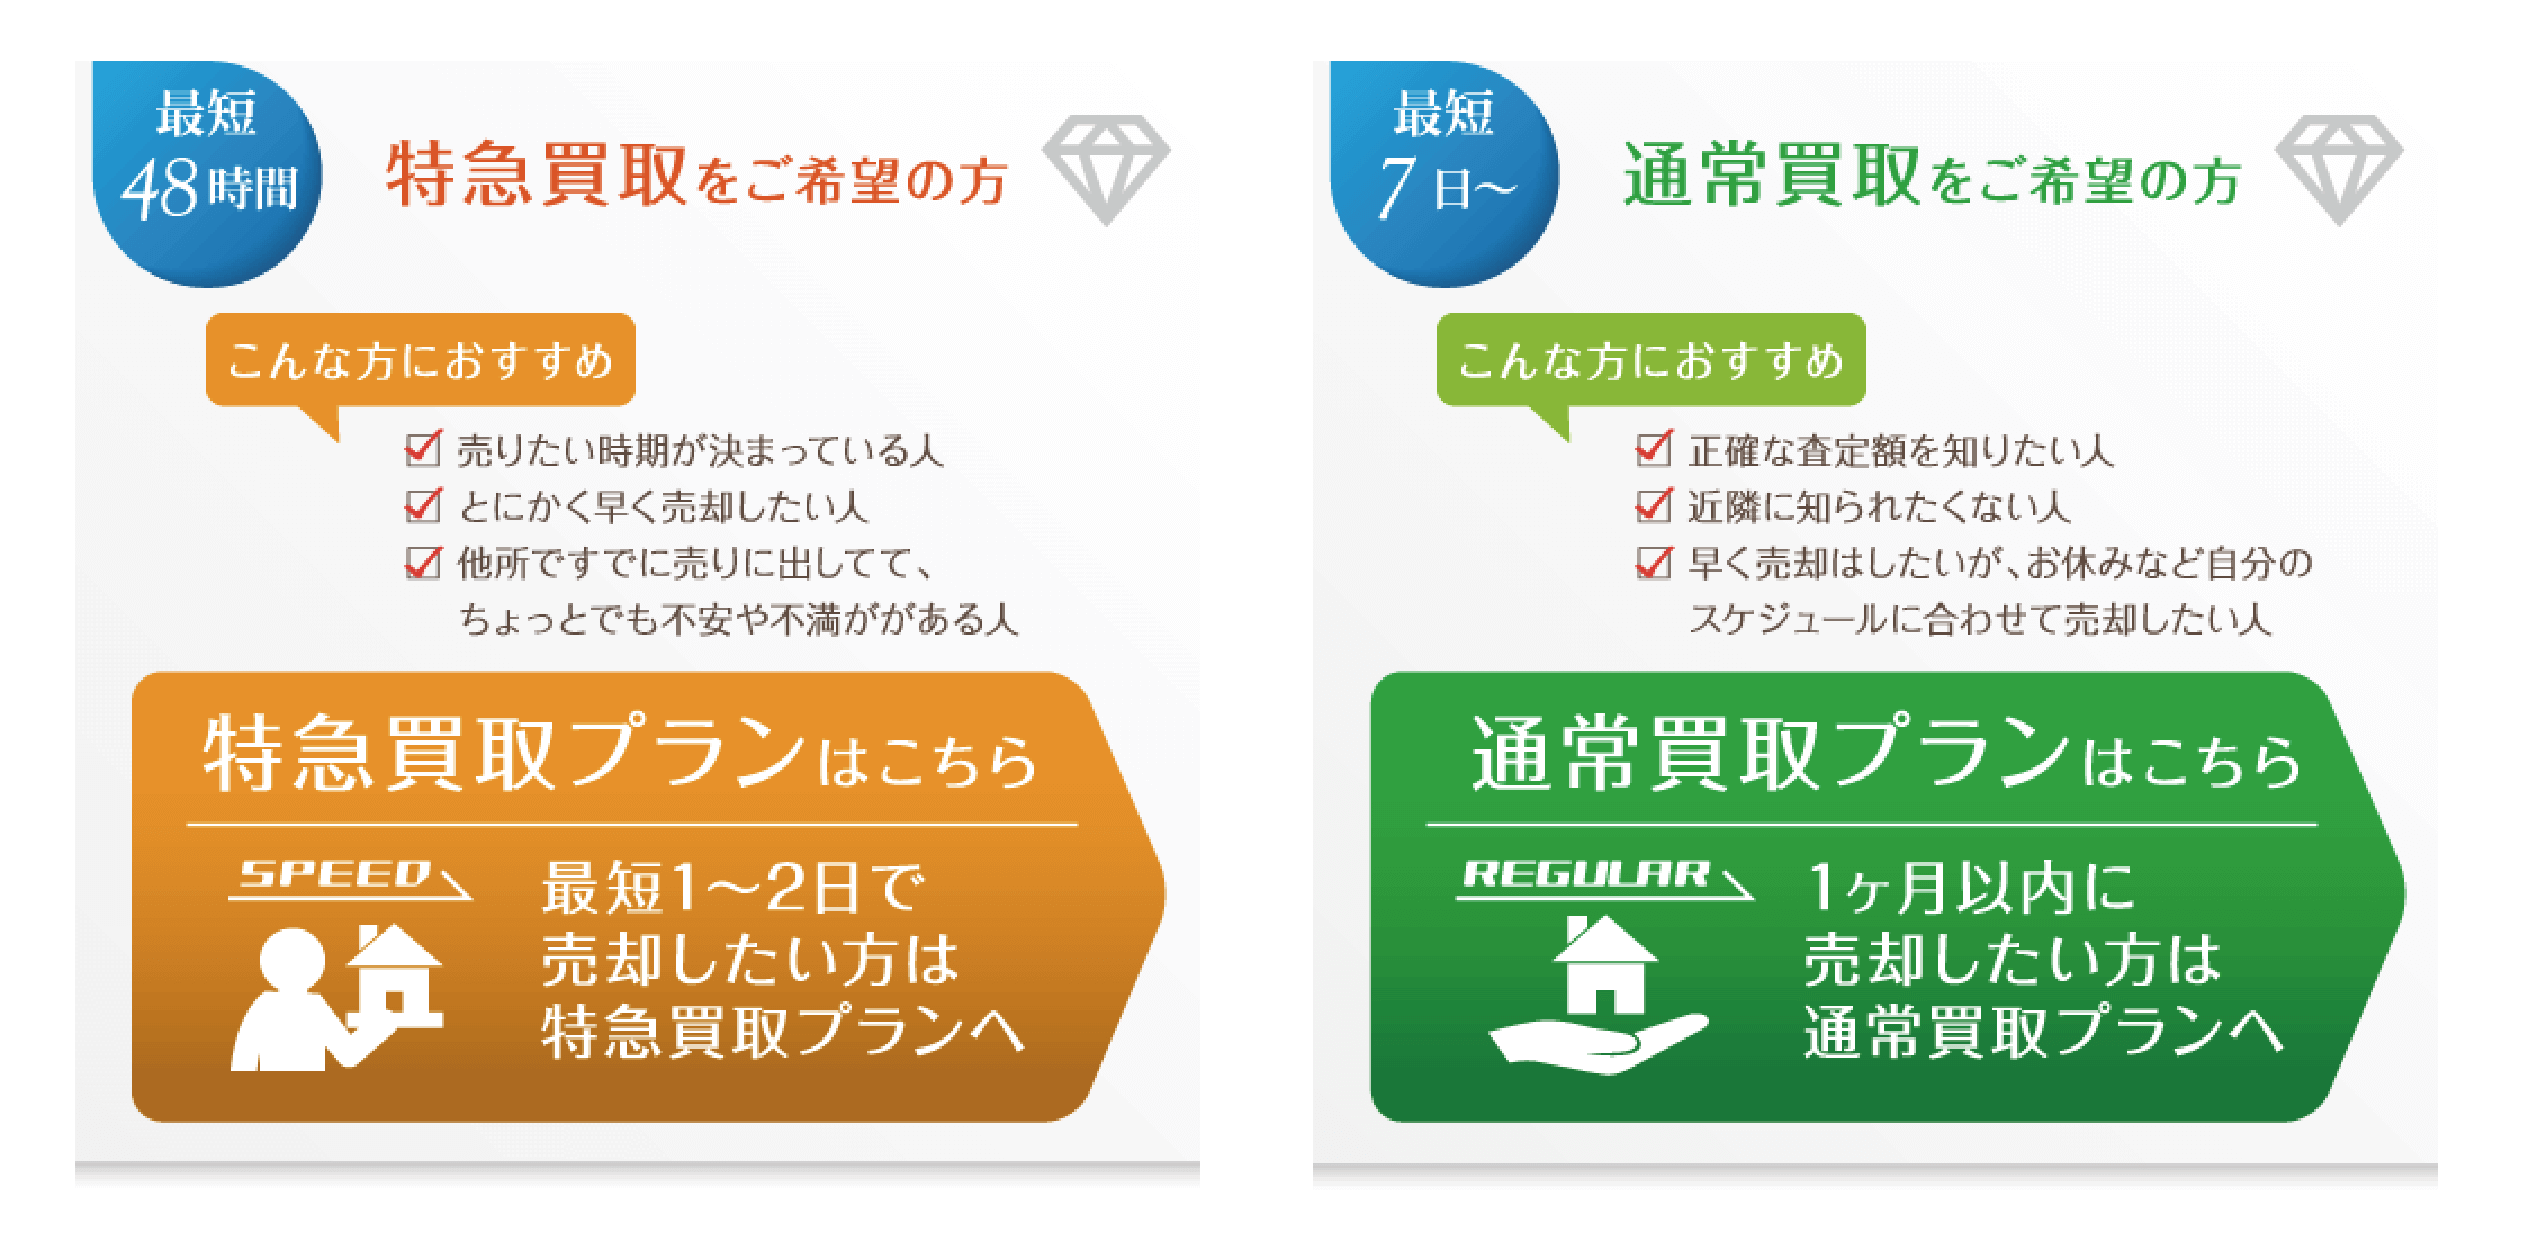 最短
48時間
特急買取をご希望の方
こんな方におすすめ
売りたい時期が決まっている人
とにかく早く売却したい人
他所ですでに売りに出してて、
ちょっとでも不安や不満ががある人
特急買取プランはこちら
SPEED
最短1～2日で
売却したい方は
特急買取プランへ
最短
7日～
通常買取をご希望の方
こんな方におすすめ
正確な査定額を知りたい人
近隣に知られたくない人
早く売却はしたいが、お休みなど自分の
スケジュールに合わせて売却したい人
通常買取プランはこちら
REGULAR
1ヶ月以内に
売却したい方は
通常買取プランへ